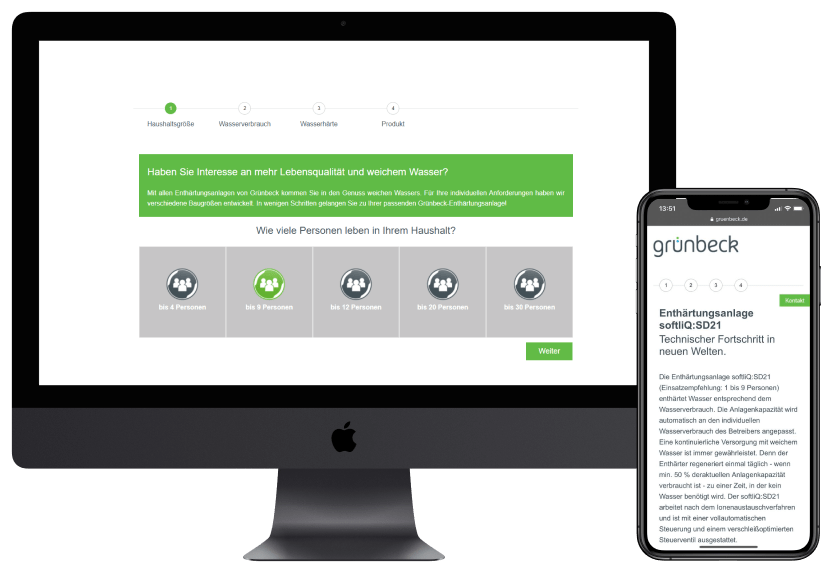 1 2 3 4
Haushaltsgröße Wasserverbrauch Wasserhärte Produkt
Haben Sie Interesse an mehr Lebensqualität und weichem Wasser?
Mit allen Enthärtungsanlagen von Grünbeck kommen Sie in den Genuss weichen Wassers. Für Ihre individuellen Anforderungen haben wir
verschiedene Baugrößen entwickelt. In wenigen Schritten gelangen Sie zu Ihrer passenden Grünbeck-Enthärtungsanlage!
Wie viele Personen leben in Ihrem Haushalt?
bis 4 Personen bis 9 Personen bis 12 Personen bis 20 Personen bis 30 Personen
Weiter
13:51
gruenbeck.de
grünbeck
1 2 3 4
Kontakt
Enthärtungsanlage
softliQ:SD21
Technischer Fortschritt in
neuen Welten.
Die Enthärtungsanlage softliQ:SD21
(Einsatzempfehlung: 1 bis 9 Personen)
enthärtet Wasser entsprechend dem
Wasserverbrauch. Die Anlagenkapazität wird
automatisch an den individuellen
Wasserverbrauch des Betreibers angepasst.
Eine kontinuierliche Versorgung mit weichem
Wasser ist immer gewährleistet. Denn der
Enthärter regeneriert einmal täglich - wenn
min. 50 % deraktuellen Anlagenkapazität
verbraucht ist - zu einer Zeit, in der kein
Wasser benötigt wird. Der softliQ:SD21
arbeitet nach dem Ionenaustauschverfahren
und ist mit einer vollautomatischen
Steuerung und einem verschleißoptimierten
Steuerventil ausgestattet.